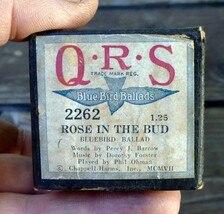 Q·R·S
TRADE MARK REG.
Blue Bird Ballads
2262 1.25
ROSE IN THE BUD
BLUEBIRD BALLAD
Words by Percy J. Barrow
Music by Dorothy Forster
Played by Phil Ohman
Chappell-Harms, Inc., MCMVII